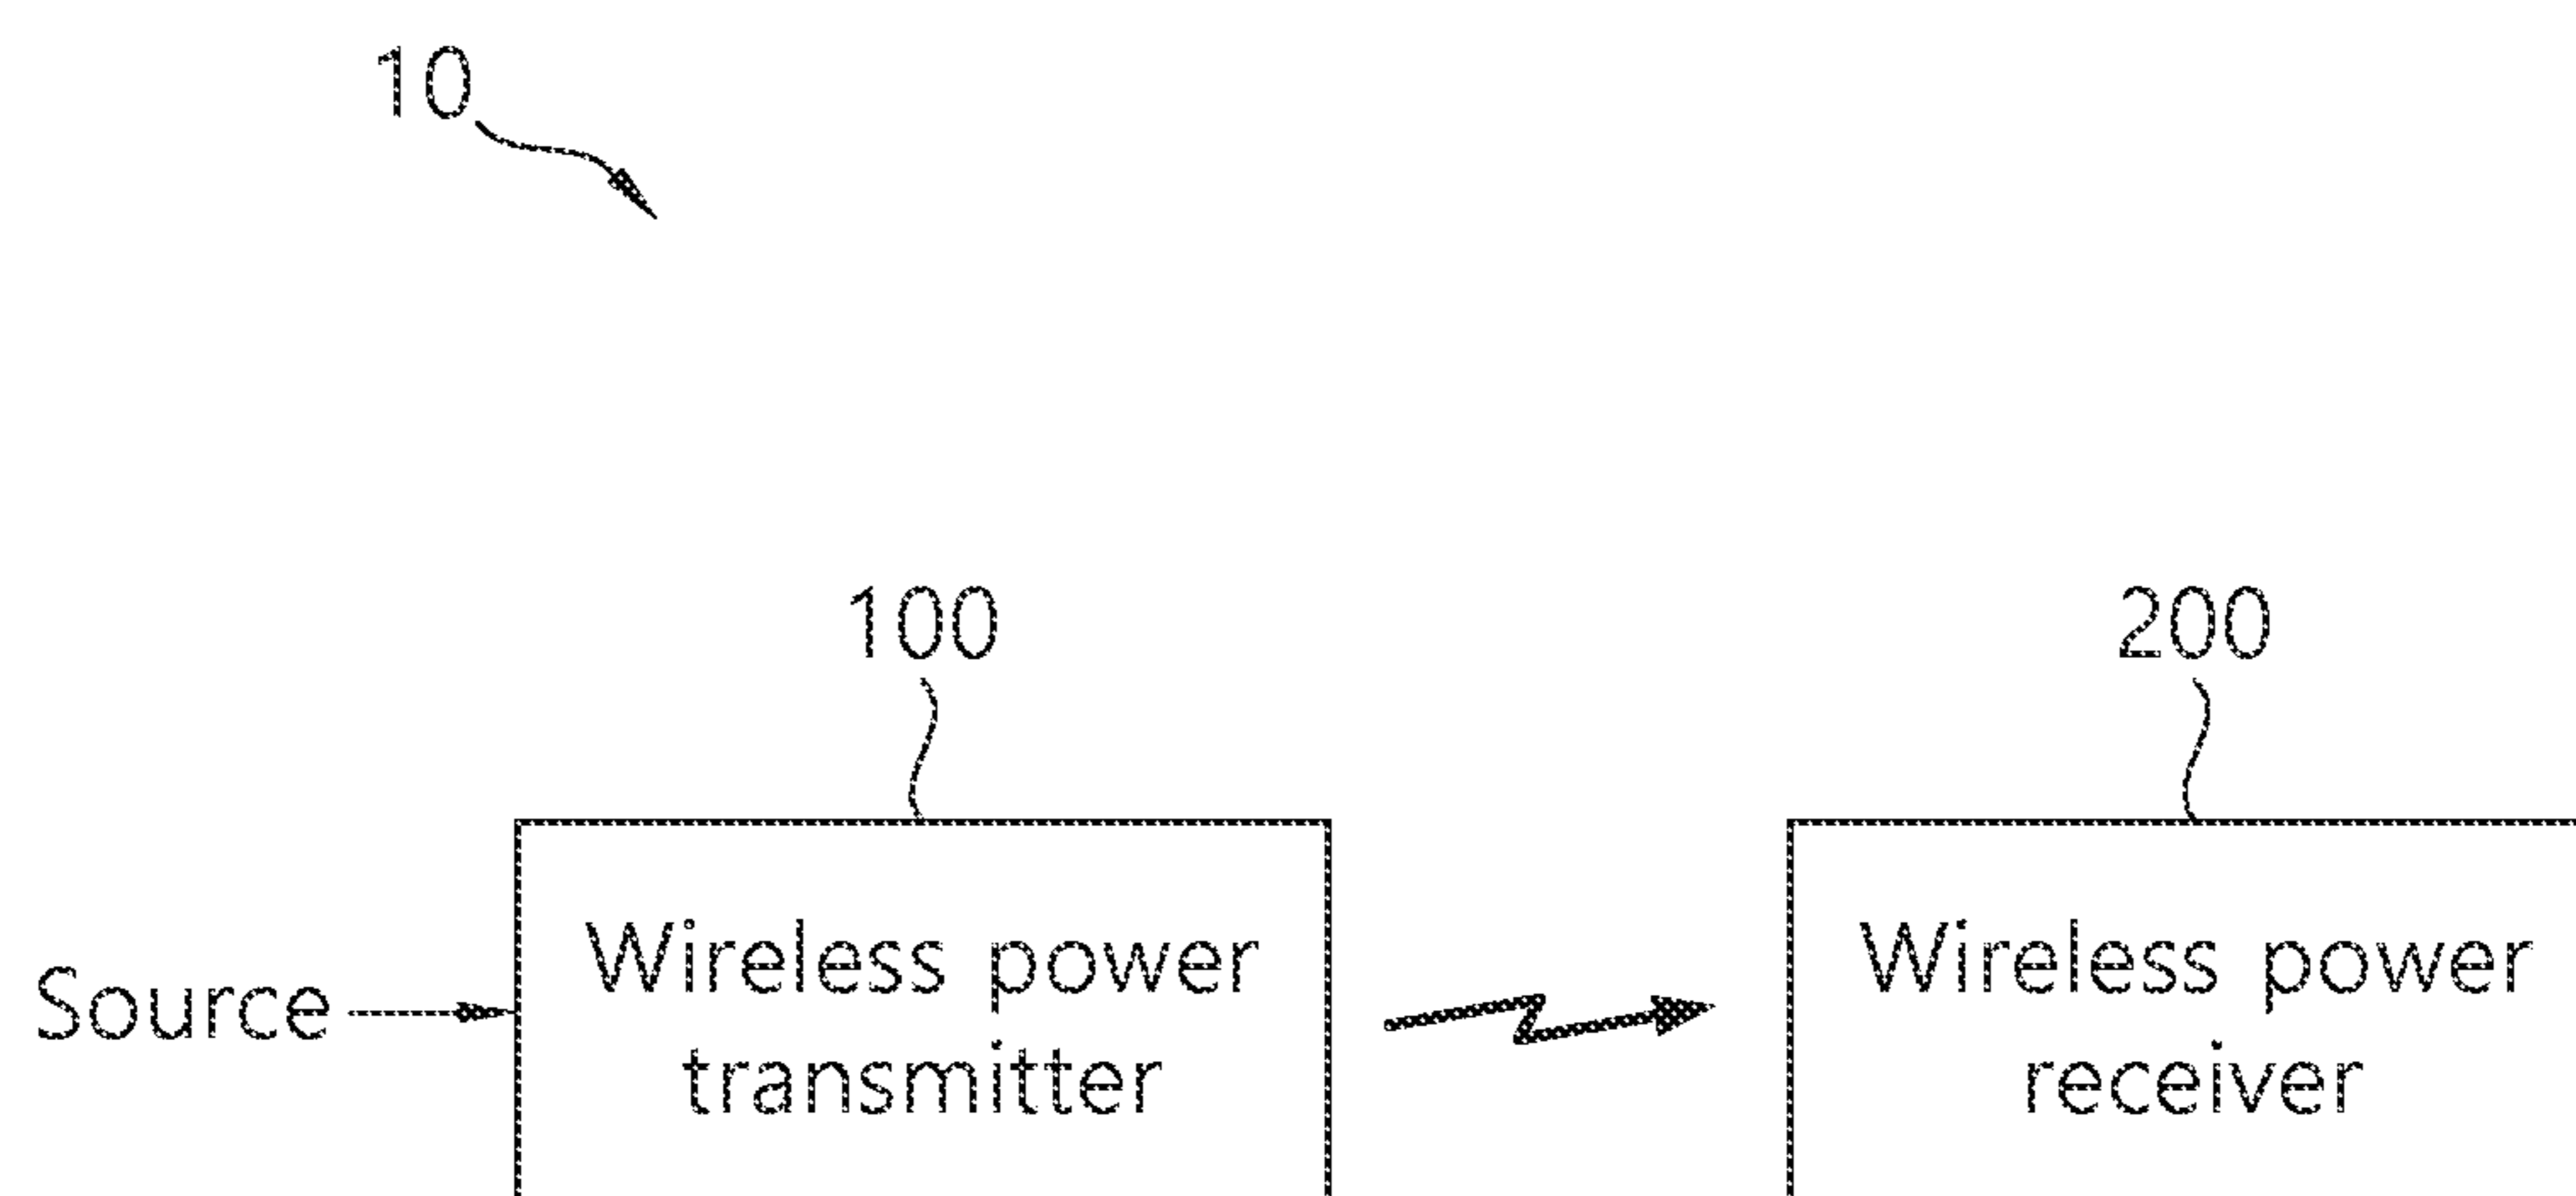 10
100
200
Source
Wireless power
transmitter
Wireless power
receiver